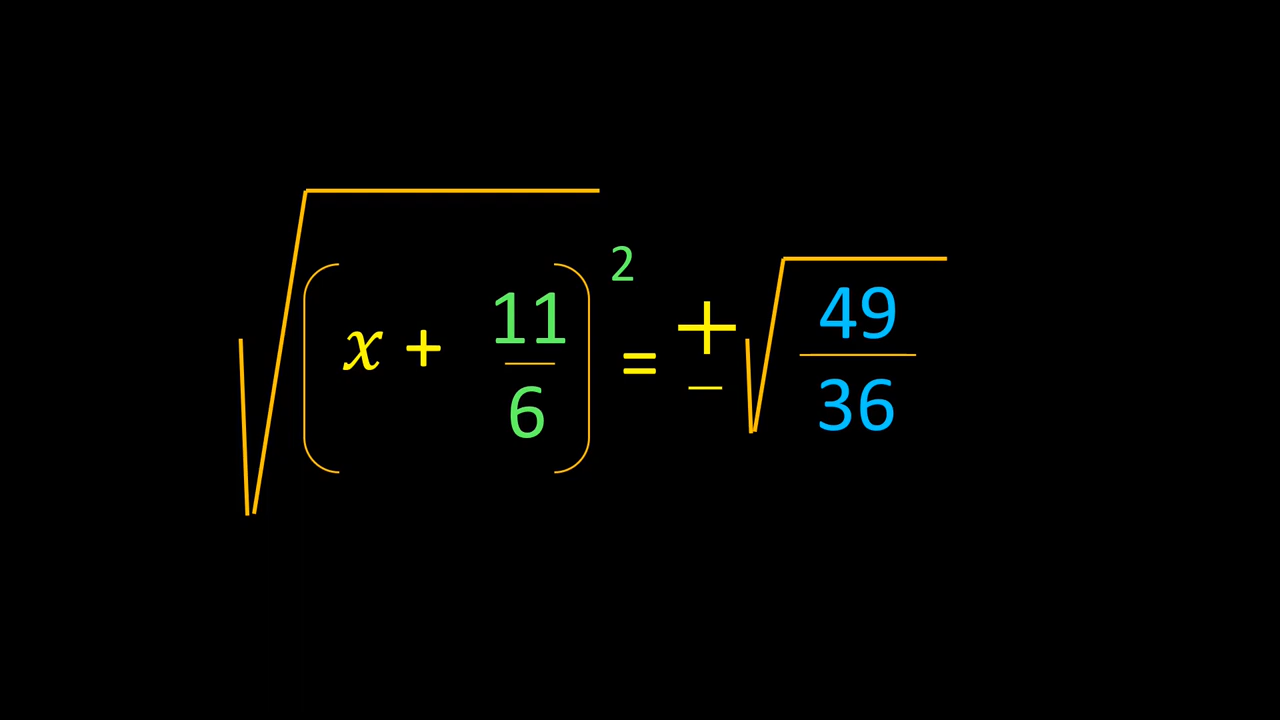 √(x + 11/6)² = ±√49/36